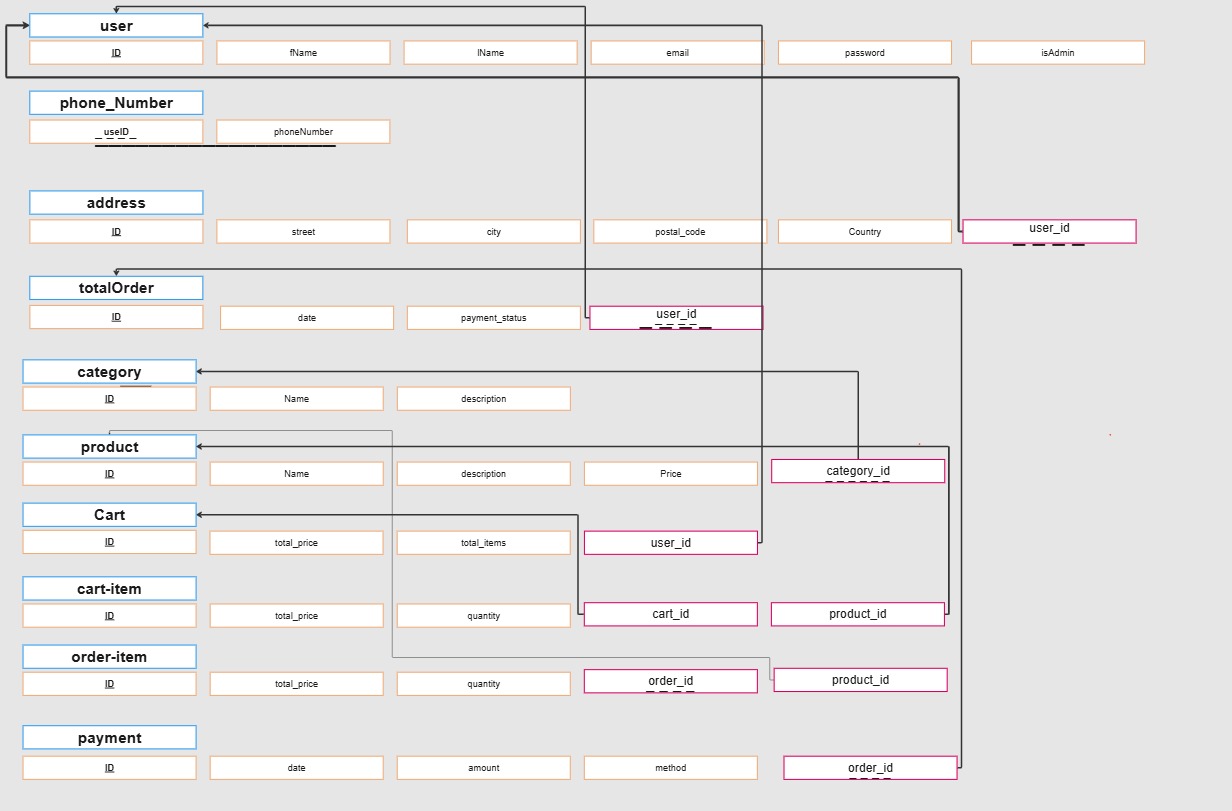 user
ID fName lName email password isAdmin
phone_Number
useID phoneNumber
address
ID street city postal_code Country user_id
totalOrder
ID date payment_status user_id
category
ID Name description
product
ID Name description Price category_id
Cart
ID total_price total_items user_id
cart-item
ID total_price quantity cart_id product_id
order-item
ID total_price quantity order_id product_id
payment
ID date amount method order_id